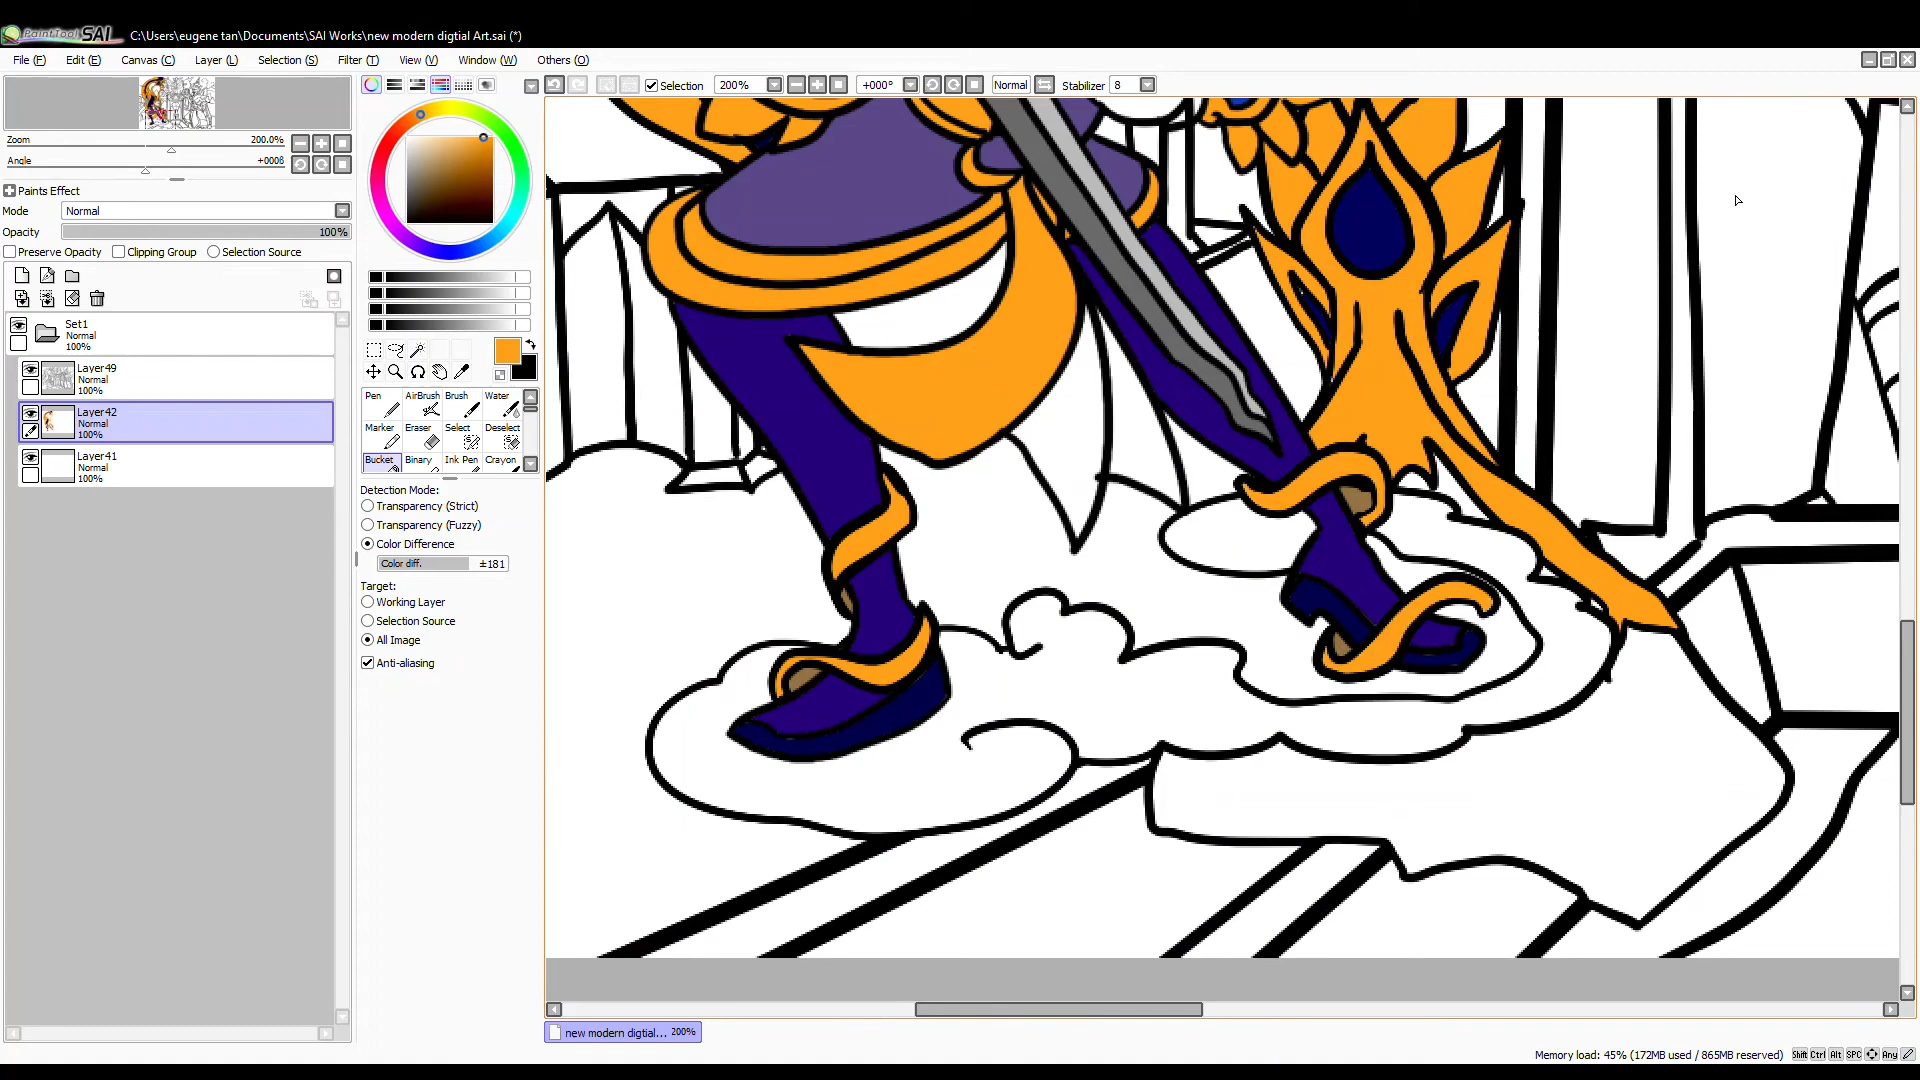 PaintTool SAI C:\Users\eugene tan\Documents\SAI Works\new modern digtial Art.sai (*)
File (F) Edit (E) Canvas (C) Layer (L) Selection (S) Filter (T) View (V) Window (W) Others (O)
Selection 200% +000° Normal Stabilizer 8
Zoom 200.0%
Angle +000ß
Paints Effect
Mode Normal
Opacity 100%
Preserve Opacity Clipping Group Selection Source
Set1
Normal
100%
Layer49
Normal
100%
Layer42
Normal
100%
Layer41
Normal
100%
Pen AirBrush Brush Water
Marker Eraser Select Deselect
Bucket Binary Ink Pen Crayon
Detection Mode:
Transparency (Strict)
Transparency (Fuzzy)
Color Difference
Color diff. ±181
Target:
Working Layer
Selection Source
All Image
Anti-aliasing
new modern digtial... 200%
Memory load: 45% (172MB used / 865MB reserved) Shift Ctrl Alt SPC Any